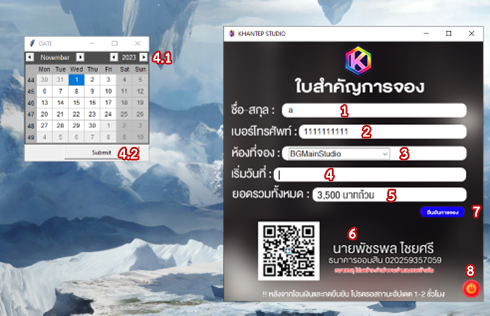 DATE
November 2023 4.1
Mon Tue Wed Thu Fri Sat Sun
44 30 31 1 2 3 4 5
45 6 7 8 9 10 11 12
46 13 14 15 16 17 18 19
47 20 21 22 23 24 25 26
48 27 28 29 30 1 2 3
49 4 5 6 7 8 9 10
Submit 4.2
KHANTEP STUDIO
ใบสำคัญการจอง
ชื่อ-สกุล : a 1
เบอร์โทรศัพท์ : 1111111111 2
ห้องที่จอง : BGMainStudio 3
เริ่มวันที่ : 4
ยอดรวมทั้งหมด : 3,500 บาทถ้วน 5
ยืนยันการจอง 7
6
นายพัชรพล ไชยศรี
ธนาคารออมสิน 020259357059
8
!! หลังจากโอนเงินและกดยืนยัน โปรดรอสถานะอัปเดต 1-2 ชั่วโมง